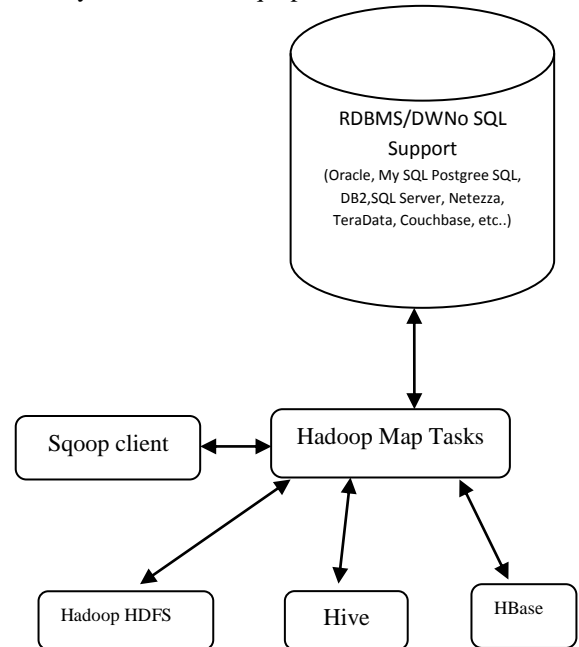 RDBMS/DWNo SQL
Support
(Oracle, My SQL Postgree SQL,
DB2,SQL Server, Netezza,
TeraData, Couchbase, etc..)
Sqoop client
Hadoop Map Tasks
Hadoop HDFS
Hive
HBase